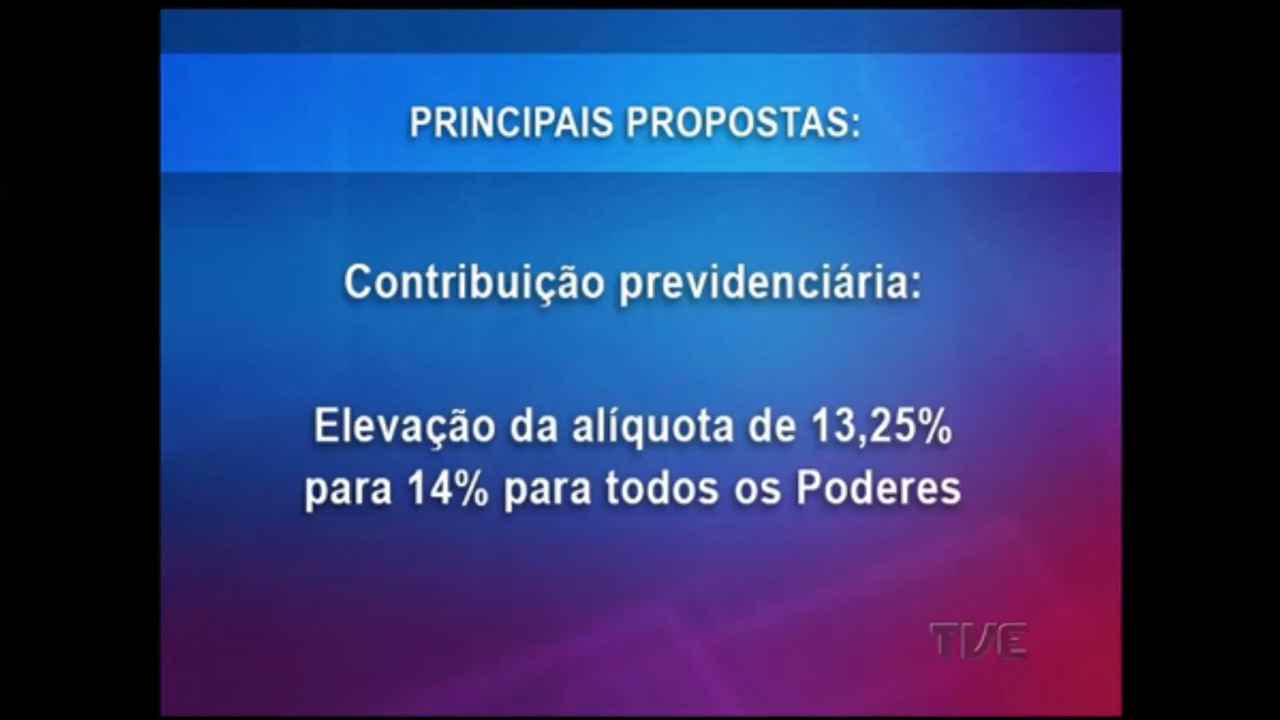 PRINCIPAIS PROPOSTAS:
Contribuição previdenciária:
Elevação da alíquota de 13,25%
para 14% para todos os Poderes
TVE